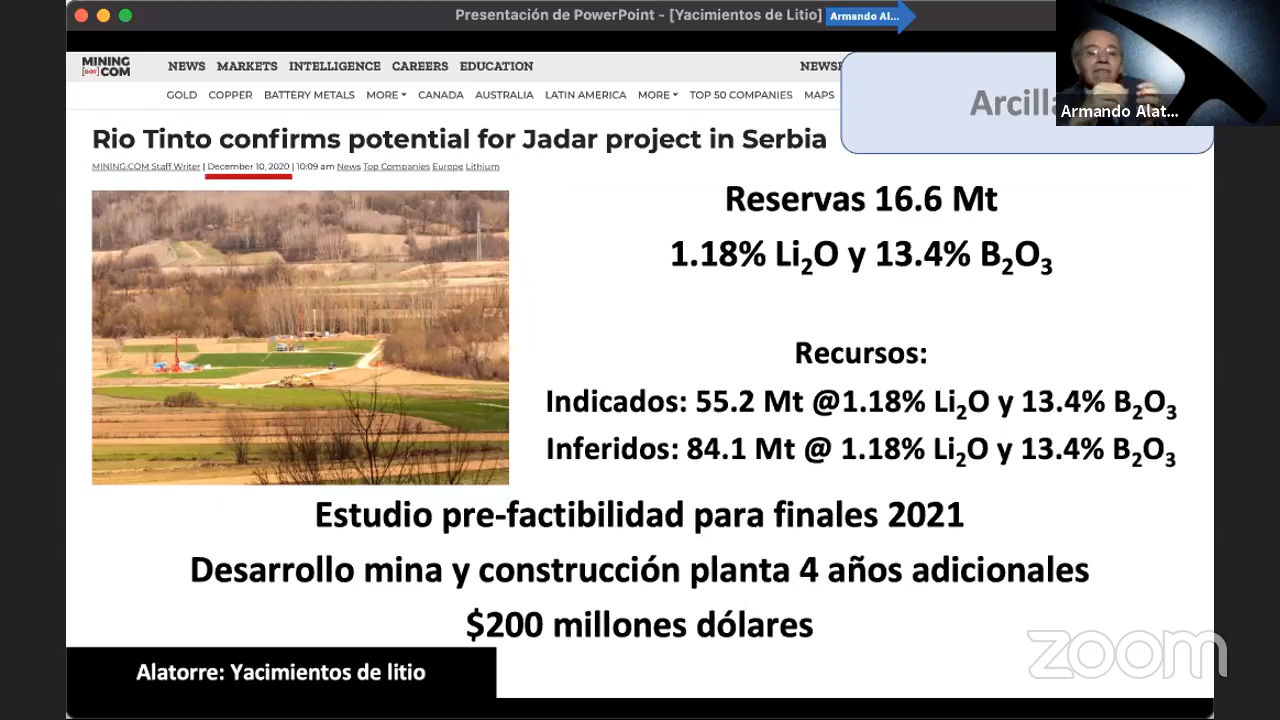 Presentación de PowerPoint - [Yacimientos de Litio]
Armando Al...
MINING
[DOT]COM
NEWS MARKETS INTELLIGENCE CAREERS EDUCATION
GOLD COPPER BATTERY METALS MORE CANADA AUSTRALIA LATIN AMERICA MORE TOP 50 COMPANIES MAPS
Armando Alat...
Rio Tinto confirms potential for Jadar project in Serbia
MINING.COM Staff Writer | December 10, 2020 | 10:09 am News Top Companies Europe Lithium
Reservas 16.6 Mt
1.18% Li₂O y 13.4% B₂O₃
Recursos:
Indicados: 55.2 Mt @1.18% Li₂O y 13.4% B₂O₃
Inferidos: 84.1 Mt @ 1.18% Li₂O y 13.4% B₂O₃
Estudio pre-factibilidad para finales 2021
Desarrollo mina y construcción planta 4 años adicionales
$200 millones dólares
Alatorre: Yacimientos de litio
zoom